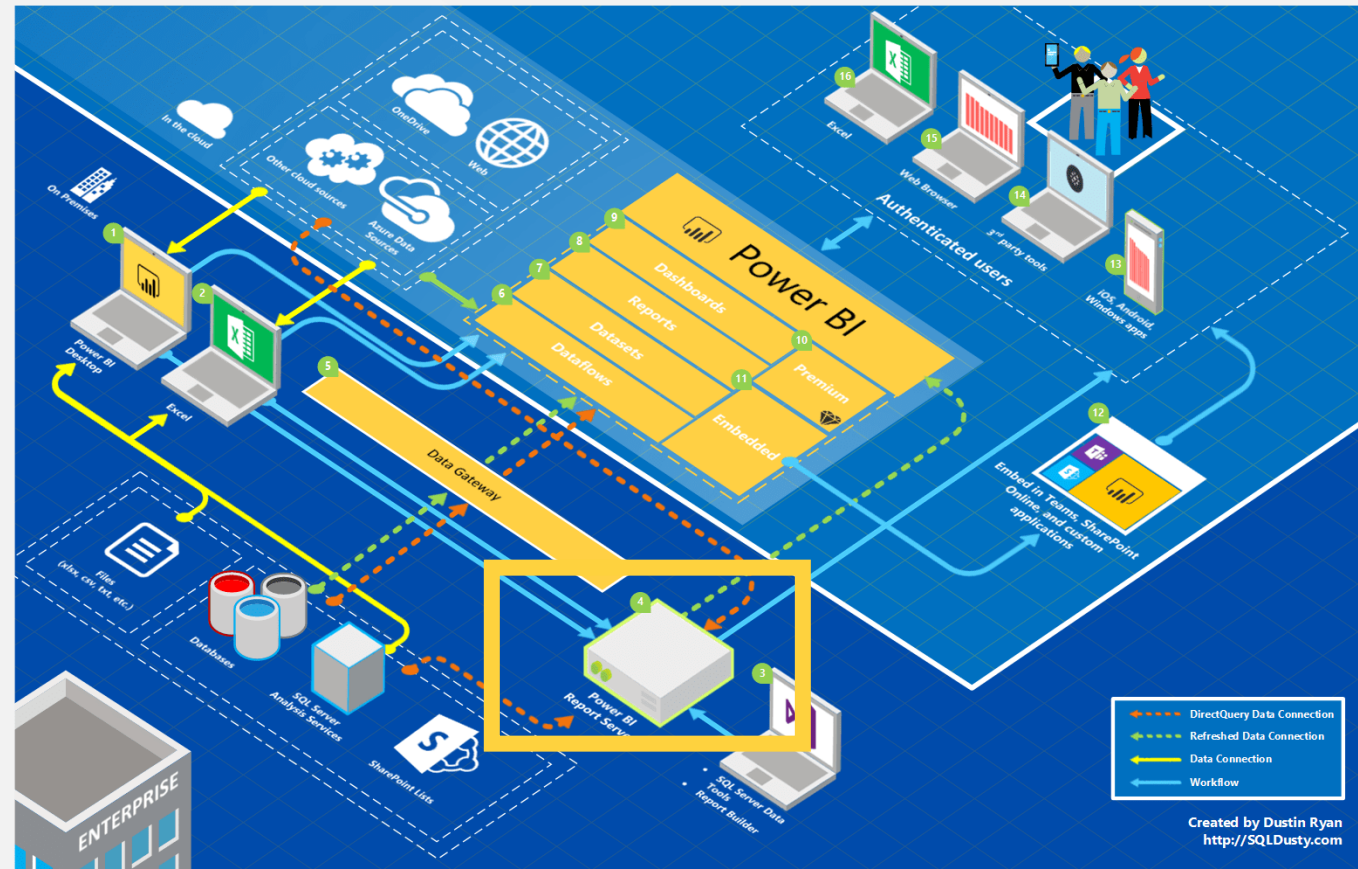 In the cloud
On Premises
OneDrive
Web
Other cloud sources
Azure Data
Sources
1
Power BI
Desktop
2
Excel
5
Data Gateway
9
8
7
6
Power BI
Dashboards
Reports
Datasets
Dataflows
10
Premium
11
Embedded
16
Excel
15
Web Browser
14
3rd party tools
13
iOS, Android,
Windows apps
Authenticated users
12
Embed in Teams, SharePoint
Online, and custom
applications
Files
(xlsx, csv, txt, etc.)
Databases
SQL Server
Analysis Services
S
SharePoint Lists
4
Power BI
Report Serv
3
• SQL Server Data
Tools
• Report Builder
ENTERPRISE
DirectQuery Data Connection
Refreshed Data Connection
Data Connection
Workflow
Created by Dustin Ryan
http://SQLDusty.com